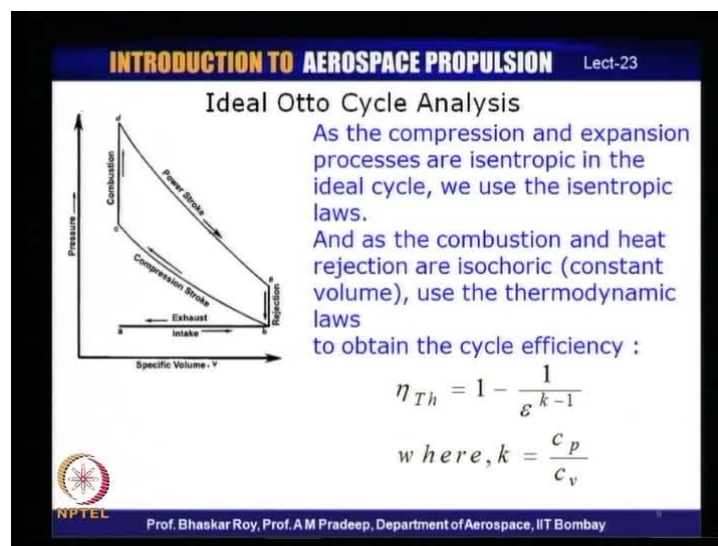 INTRODUCTION TO AEROSPACE PROPULSION Lect-23
Ideal Otto Cycle Analysis
d
Combustion
Power Stroke
Pressure
c
Compression Stroke
e
Rejection
Exhaust
Intake
a
b
Specific Volume, v
As the compression and expansion
processes are isentropic in the
ideal cycle, we use the isentropic
laws.
And as the combustion and heat
rejection are isochoric (constant
volume), use the thermodynamic
laws
to obtain the cycle efficiency :
η_Th = 1 - 1 / ε^(k-1)
where, k = c_p / c_v
NPTEL
Prof. Bhaskar Roy, Prof. A M Pradeep, Department of Aerospace, IIT Bombay